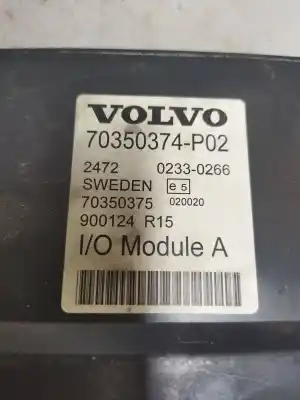 VOLVO
70350374-P02
2472 0233-0266
SWEDEN e5
70350375 020020
900124 R15
I/O Module A